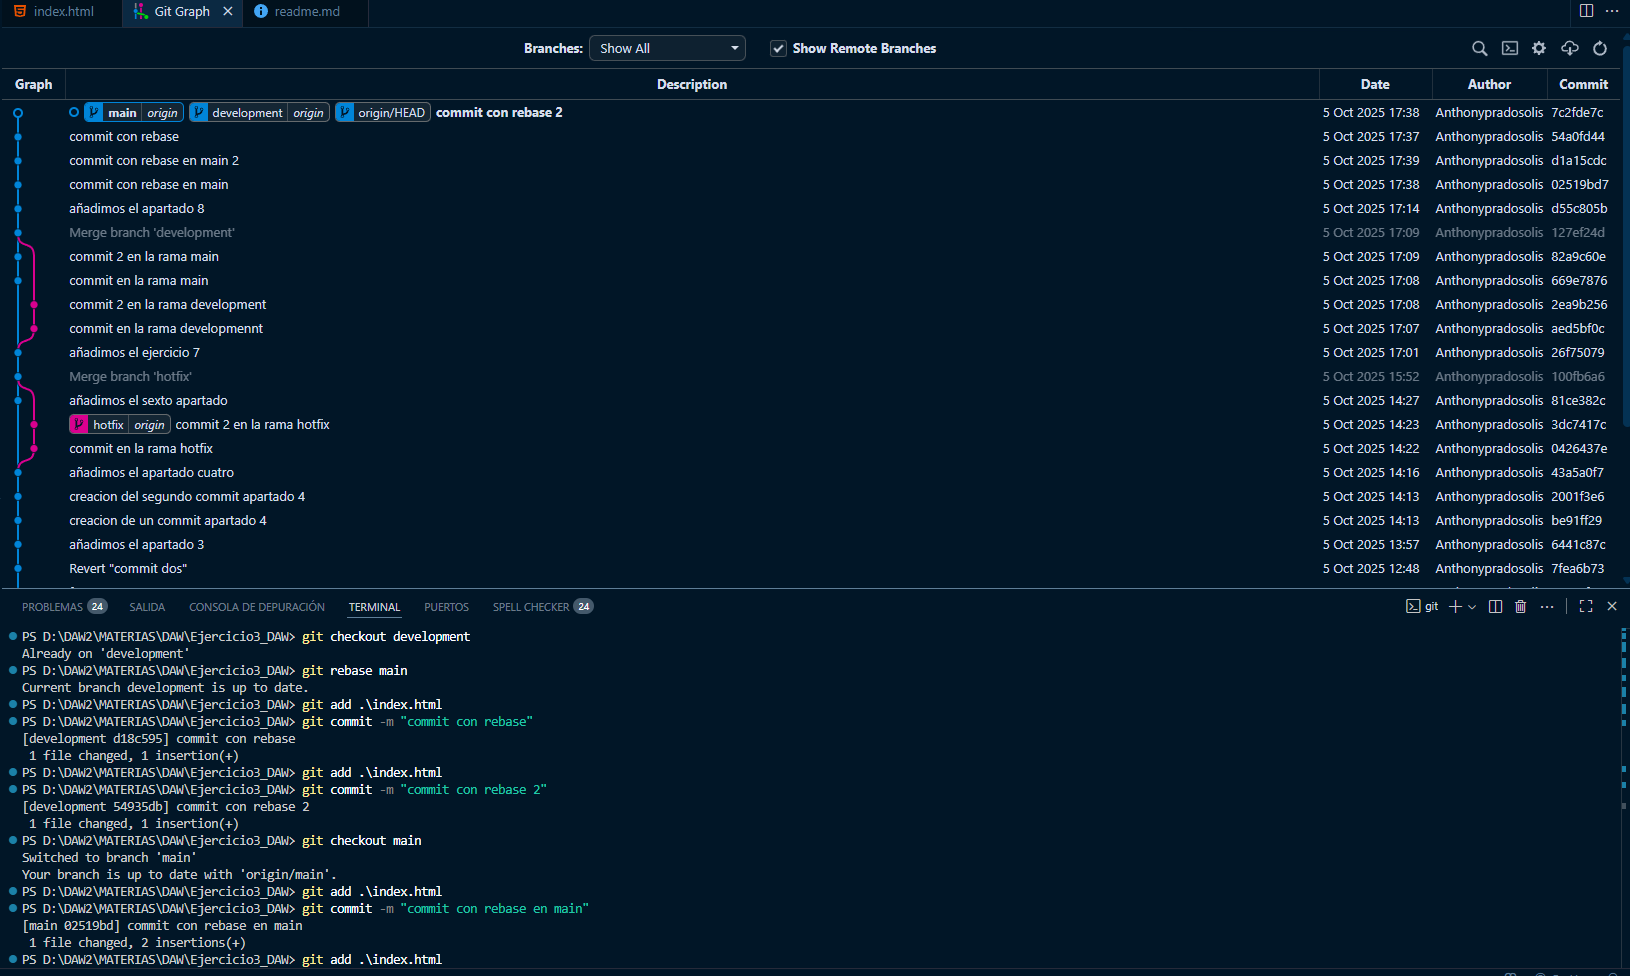 index.html Git Graph readme.md
Branches: Show All Show Remote Branches
Graph Description Date Author Commit
main origin development origin origin/HEAD commit con rebase 2 5 Oct 2025 17:38 Anthonypradosolis 7c2fde7c
commit con rebase 5 Oct 2025 17:37 Anthonypradosolis 54a0fd44
commit con rebase en main 2 5 Oct 2025 17:39 Anthonypradosolis d1a15cdc
commit con rebase en main 5 Oct 2025 17:38 Anthonypradosolis 02519bd7
añadimos el apartado 8 5 Oct 2025 17:14 Anthonypradosolis d55c805b
Merge branch 'development' 5 Oct 2025 17:09 Anthonypradosolis 127ef24d
commit 2 en la rama main 5 Oct 2025 17:09 Anthonypradosolis 82a9c60e
commit en la rama main 5 Oct 2025 17:08 Anthonypradosolis 669e7876
commit 2 en la rama development 5 Oct 2025 17:08 Anthonypradosolis 2ea9b256
commit en la rama developmennt 5 Oct 2025 17:07 Anthonypradosolis aed5bf0c
añadimos el ejercicio 7 5 Oct 2025 17:01 Anthonypradosolis 26f75079
Merge branch 'hotfix' 5 Oct 2025 15:52 Anthonypradosolis 100fb6a6
añadimos el sexto apartado 5 Oct 2025 14:27 Anthonypradosolis 81ce382c
hotfix origin commit 2 en la rama hotfix 5 Oct 2025 14:23 Anthonypradosolis 3dc7417c
commit en la rama hotfix 5 Oct 2025 14:22 Anthonypradosolis 0426437e
añadimos el apartado cuatro 5 Oct 2025 14:16 Anthonypradosolis 43a5a0f7
creacion del segundo commit apartado 4 5 Oct 2025 14:13 Anthonypradosolis 2001f3e6
creacion de un commit apartado 4 5 Oct 2025 14:13 Anthonypradosolis be91ff29
añadimos el apartado 3 5 Oct 2025 13:57 Anthonypradosolis 6441c87c
Revert "commit dos" 5 Oct 2025 12:48 Anthonypradosolis 7fea6b73
PROBLEMAS 24 SALIDA CONSOLA DE DEPURACIÓN TERMINAL PUERTOS SPELL CHECKER 24 git
PS D:\DAW2\MATERIAS\DAW\Ejercicio3_DAW> git checkout development
Already on 'development'
PS D:\DAW2\MATERIAS\DAW\Ejercicio3_DAW> git rebase main
Current branch development is up to date.
PS D:\DAW2\MATERIAS\DAW\Ejercicio3_DAW> git add .\index.html
PS D:\DAW2\MATERIAS\DAW\Ejercicio3_DAW> git commit -m "commit con rebase"
[development d18c595] commit con rebase
1 file changed, 1 insertion(+)
PS D:\DAW2\MATERIAS\DAW\Ejercicio3_DAW> git add .\index.html
PS D:\DAW2\MATERIAS\DAW\Ejercicio3_DAW> git commit -m "commit con rebase 2"
[development 54935db] commit con rebase 2
1 file changed, 1 insertion(+)
PS D:\DAW2\MATERIAS\DAW\Ejercicio3_DAW> git checkout main
Switched to branch 'main'
Your branch is up to date with 'origin/main'.
PS D:\DAW2\MATERIAS\DAW\Ejercicio3_DAW> git add .\index.html
PS D:\DAW2\MATERIAS\DAW\Ejercicio3_DAW> git commit -m "commit con rebase en main"
[main 02519bd] commit con rebase en main
1 file changed, 2 insertions(+)
PS D:\DAW2\MATERIAS\DAW\Ejercicio3_DAW> git add .\index.html